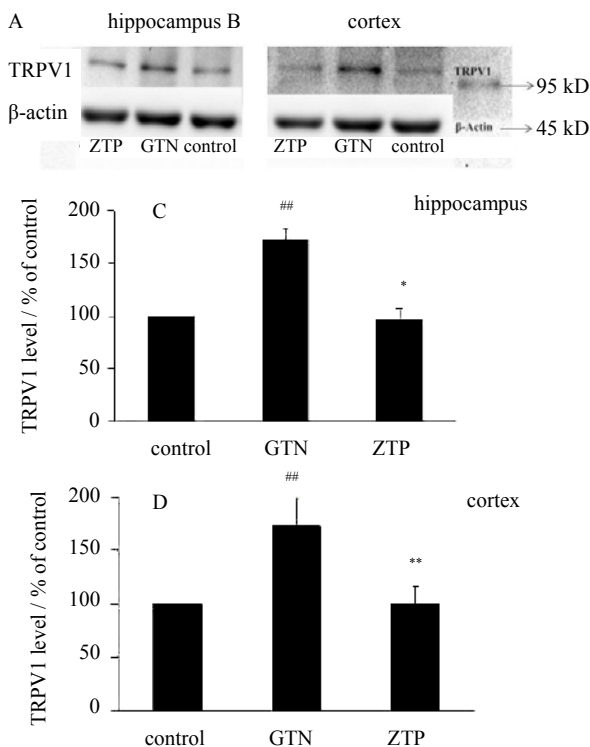 A
hippocampus B
cortex
TRPV1
TRPV1
95 kD
β-actin
β-Actin
45 kD
ZTP GTN control
ZTP GTN control
C
hippocampus
TRPV1 level / % of control
200
150
100
50
0
##
*
control GTN ZTP
D
cortex
TRPV1 level / % of control
200
150
100
50
0
##
**
control GTN ZTP